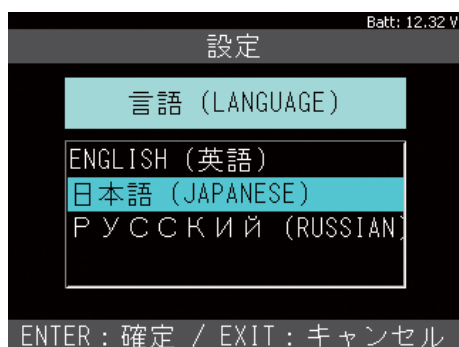 Batt: 12.32 V
設定
言語 (LANGUAGE)
ENGLISH (英語)
日本語 (JAPANESE)
РУССКИЙ (RUSSIAN)
ENTER：確定 / EXIT：キャンセル